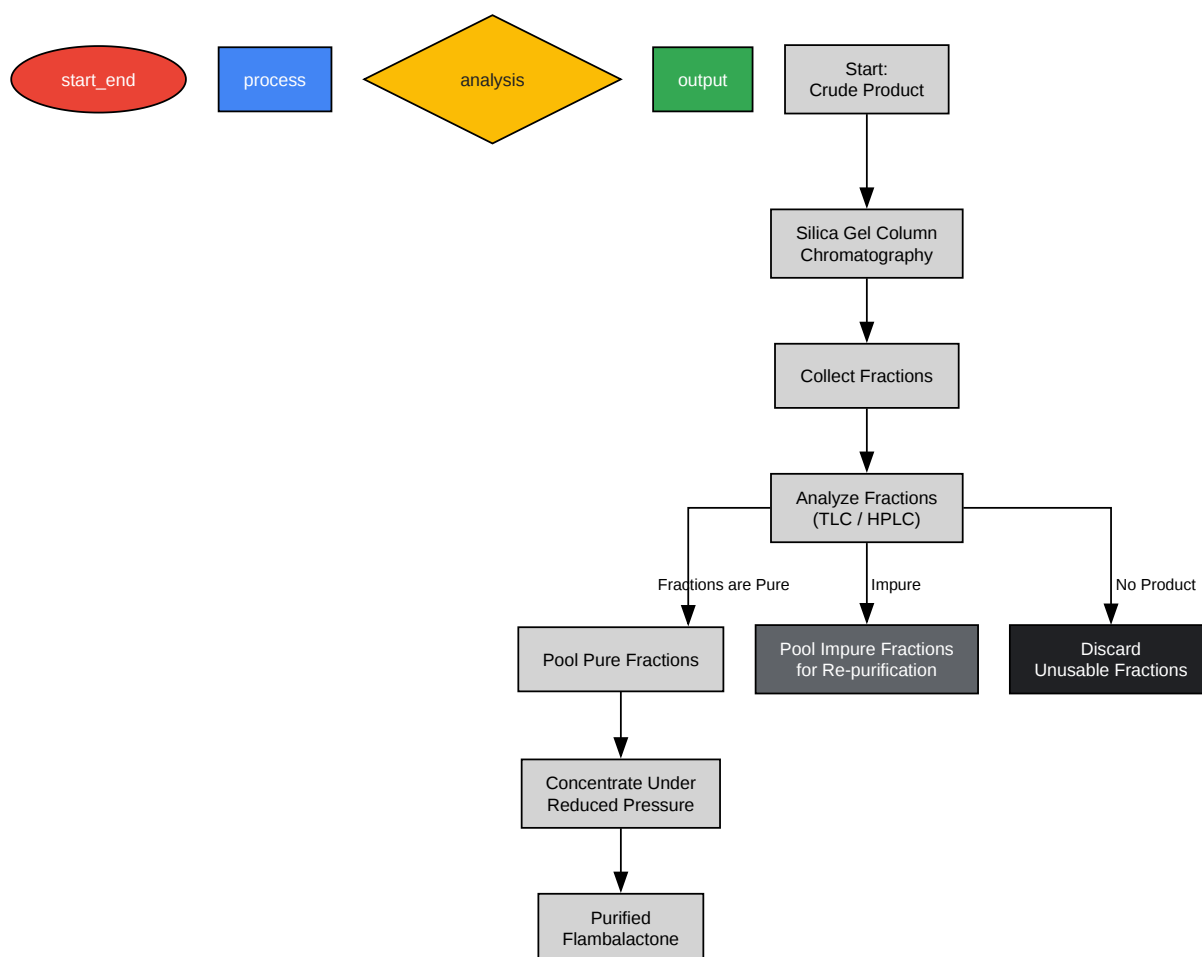 start_end
process
analysis
output
Start:
Crude Product
Silica Gel Column
Chromatography
Collect Fractions
Analyze Fractions
(TLC / HPLC)
Fractions are Pure
Impure
No Product
Pool Pure Fractions
Pool Impure Fractions
for Re-purification
Discard
Unusable Fractions
Concentrate Under
Reduced Pressure
Purified
Flambalactone